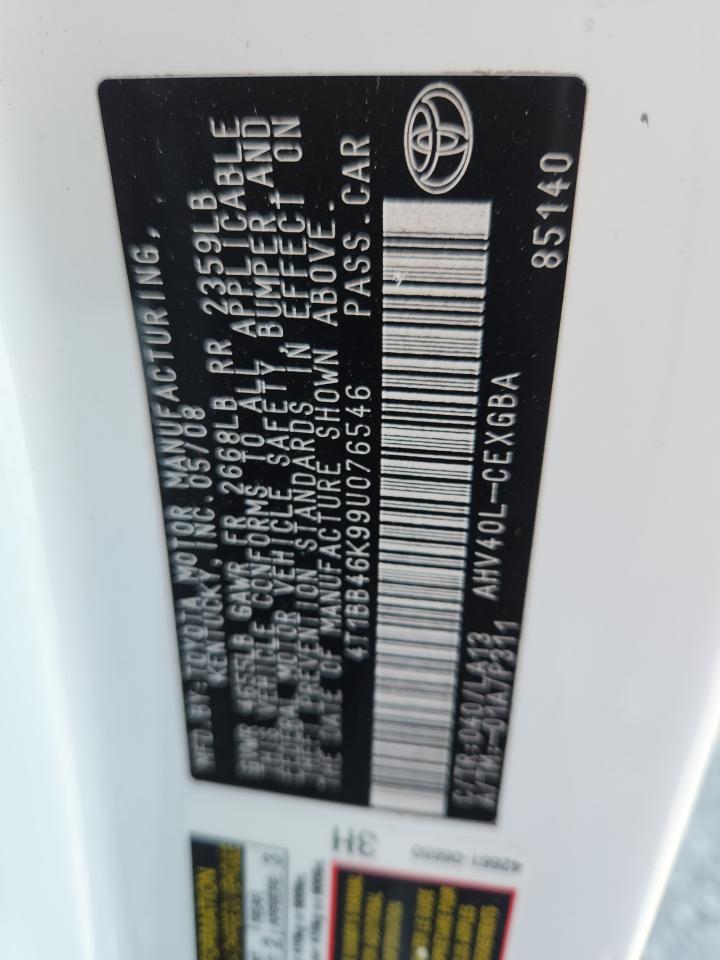 MFD BY: TOYOTA MOTOR MANUFACTURING,
KENTUCKY, INC. 05/08
GVWR 4655LB GAWR FR 2668LB RR 2359LB
THIS VEHICLE CONFORMS TO ALL APPLICABLE
FEDERAL MOTOR VEHICLE SAFETY, BUMPER, AND
THEFT PREVENTION STANDARDS IN EFFECT ON
THE DATE OF MANUFACTURE SHOWN ABOVE.
4T1BB46K99U076546 PASS.CAR
C/TR:040/LA13 AHV40L-CEXGBA
A/TM:-01A/P311 85140
3H